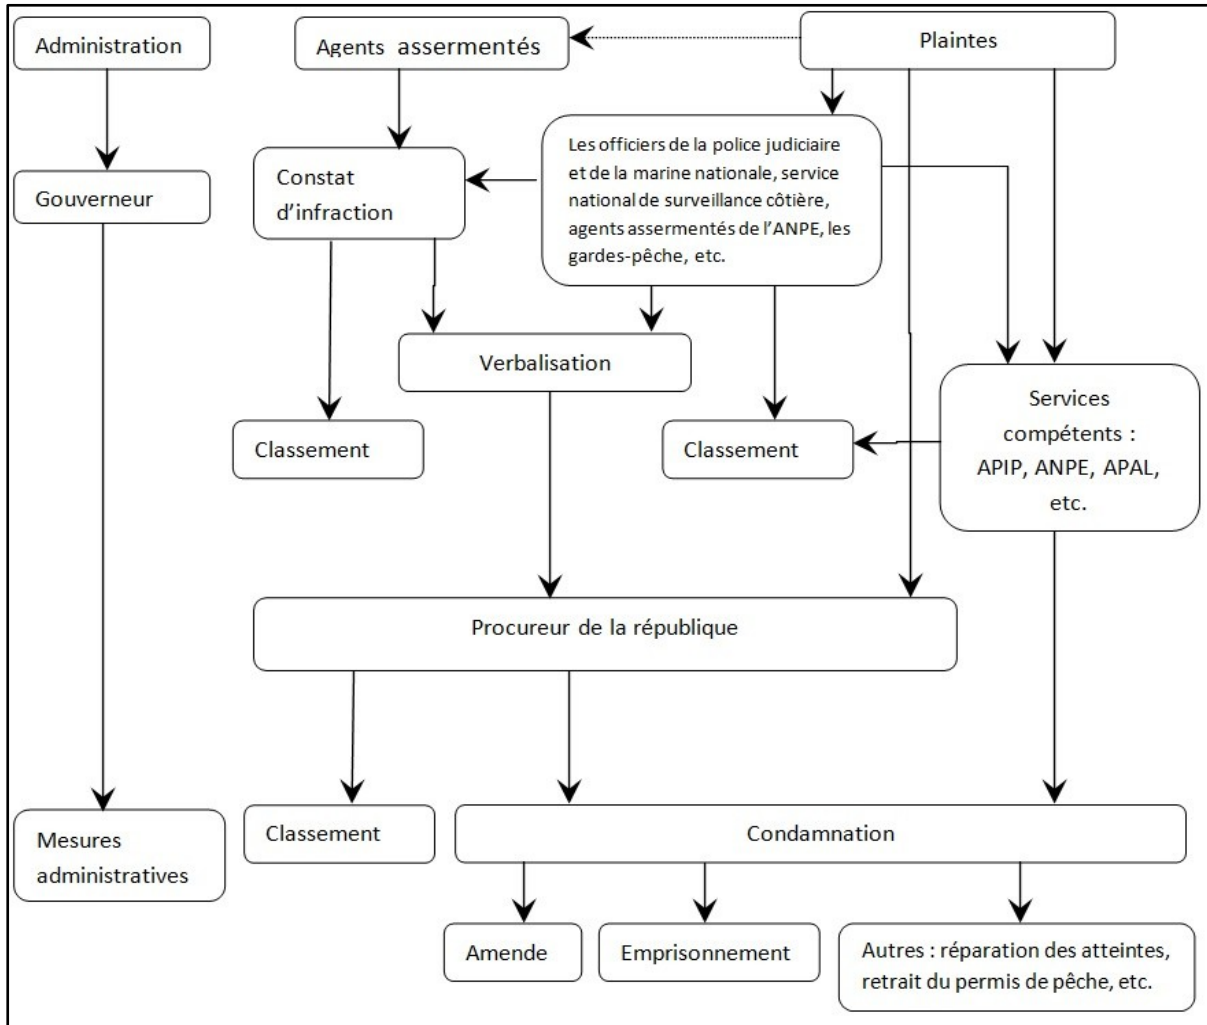 Administration
Agents assermentés
Plaintes
Gouverneur
Constat
d’infraction
Les officiers de la police judiciaire
et de la marine nationale, service
national de surveillance côtière,
agents assermentés de l’ANPE, les
gardes-pêche, etc.
Verbalisation
Classement
Classement
Services
compétents :
APIP, ANPE, APAL,
etc.
Procureur de la république
Mesures
administratives
Classement
Condamnation
Amende
Emprisonnement
Autres : réparation des atteintes,
retrait du permis de pêche, etc.